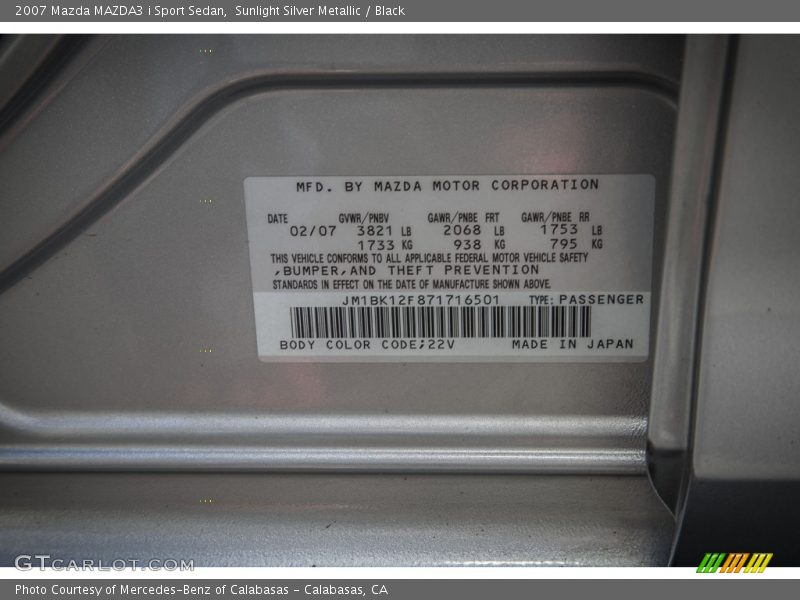 2007 Mazda MAZDA3 i Sport Sedan, Sunlight Silver Metallic / Black
MFD. BY MAZDA MOTOR CORPORATION
DATE GVWR/PNBV GAWR/PNBE FRT GAWR/PNBE RR
02/07 3821 LB 2068 LB 1753 LB
1733 KG 938 KG 795 KG
THIS VEHICLE CONFORMS TO ALL APPLICABLE FEDERAL MOTOR VEHICLE SAFETY
,BUMPER,AND THEFT PREVENTION
STANDARDS IN EFFECT ON THE DATE OF MANUFACTURE SHOWN ABOVE.
JM1BK12F871716501 TYPE: PASSENGER
BODY COLOR CODE;22V MADE IN JAPAN
GTCARLOT.COM
Photo Courtesy of Mercedes-Benz of Calabasas - Calabasas, CA